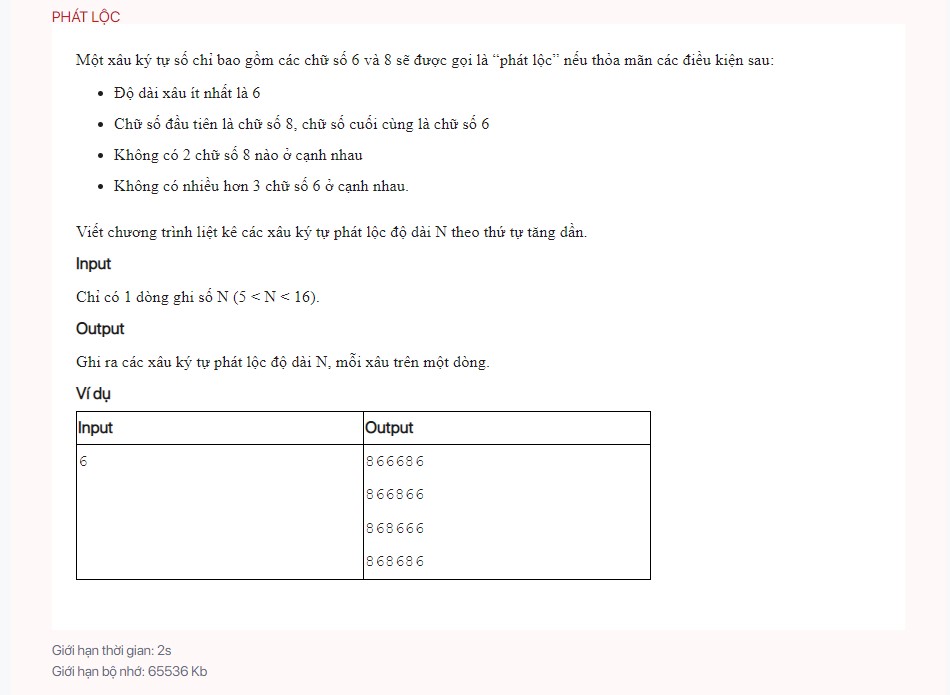 PHÁT LỘC
Một xâu ký tự số chỉ bao gồm các chữ số 6 và 8 sẽ được gọi là “phát lộc” nếu thỏa mãn các điều kiện sau:
• Độ dài xâu ít nhất là 6
• Chữ số đầu tiên là chữ số 8, chữ số cuối cùng là chữ số 6
• Không có 2 chữ số 8 nào ở cạnh nhau
• Không có nhiều hơn 3 chữ số 6 ở cạnh nhau.
Viết chương trình liệt kê các xâu ký tự phát lộc độ dài N theo thứ tự tăng dần.
Input
Chỉ có 1 dòng ghi số N (5 < N < 16).
Output
Ghi ra các xâu ký tự phát lộc độ dài N, mỗi xâu trên một dòng.
Ví dụ
Input Output
6 866686
866866
868666
868686
Giới hạn thời gian: 2s
Giới hạn bộ nhớ: 65536 Kb